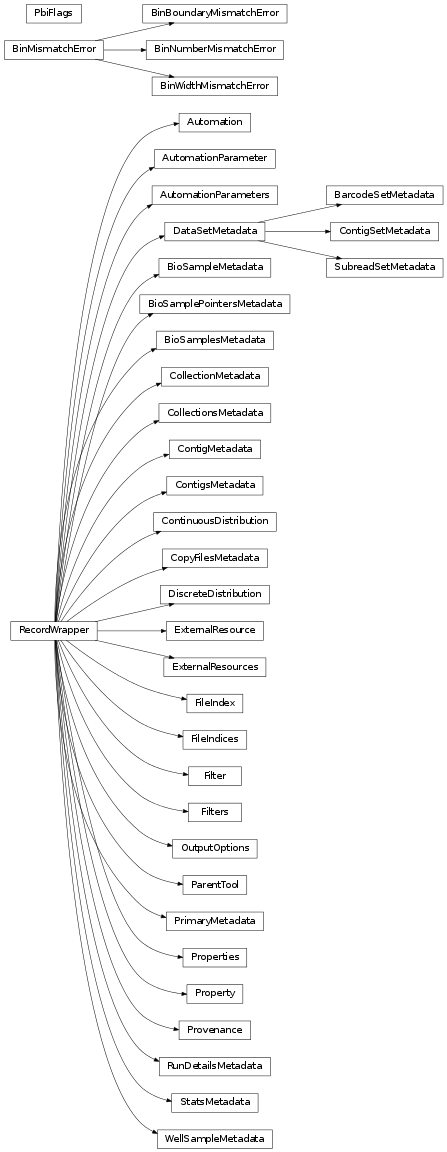 PbiFlags
BinBoundaryMismatchError
BinMismatchError
BinNumberMismatchError
BinWidthMismatchError
Automation
AutomationParameter
AutomationParameters
BarcodeSetMetadata
DataSetMetadata
ContigSetMetadata
BioSampleMetadata
SubreadSetMetadata
BioSamplePointersMetadata
BioSamplesMetadata
CollectionMetadata
CollectionsMetadata
ContigMetadata
ContigsMetadata
ContinuousDistribution
CopyFilesMetadata
DiscreteDistribution
RecordWrapper
ExternalResource
ExternalResources
FileIndex
FileIndices
Filter
Filters
OutputOptions
ParentTool
PrimaryMetadata
Properties
Property
Provenance
RunDetailsMetadata
StatsMetadata
WellSampleMetadata